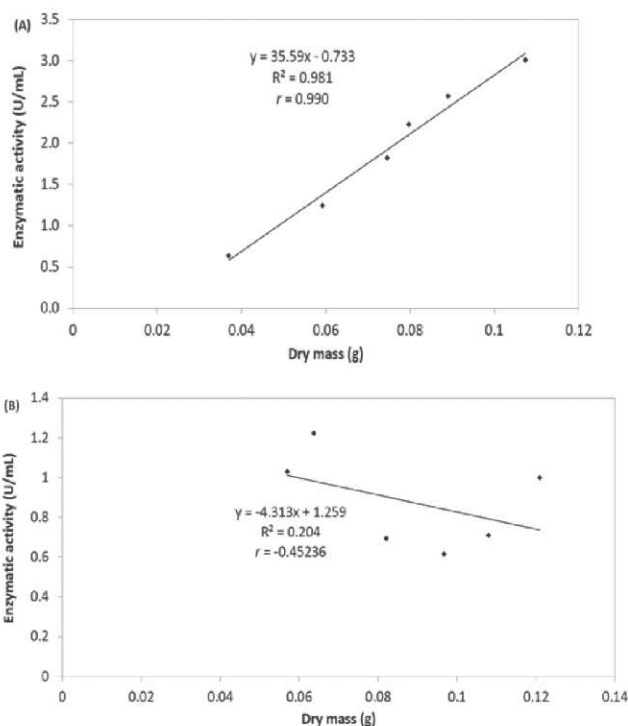 (A)
3.5
3.0
2.5
2.0
1.5
1.0
0.5
0.0
Enzymatic activity (U/mL)
y = 35.59x - 0.733
R² = 0.981
r = 0.990
0 0.02 0.04 0.06 0.08 0.1 0.12
Dry mass (g)
(B)
1.4
1.2
1
0.8
0.6
0.4
0.2
0
Enzymatic activity (U/mL)
y = -4.313x + 1.259
R² = 0.204
r = -0.45236
0 0.02 0.04 0.06 0.08 0.1 0.12 0.14
Dry mass (g)